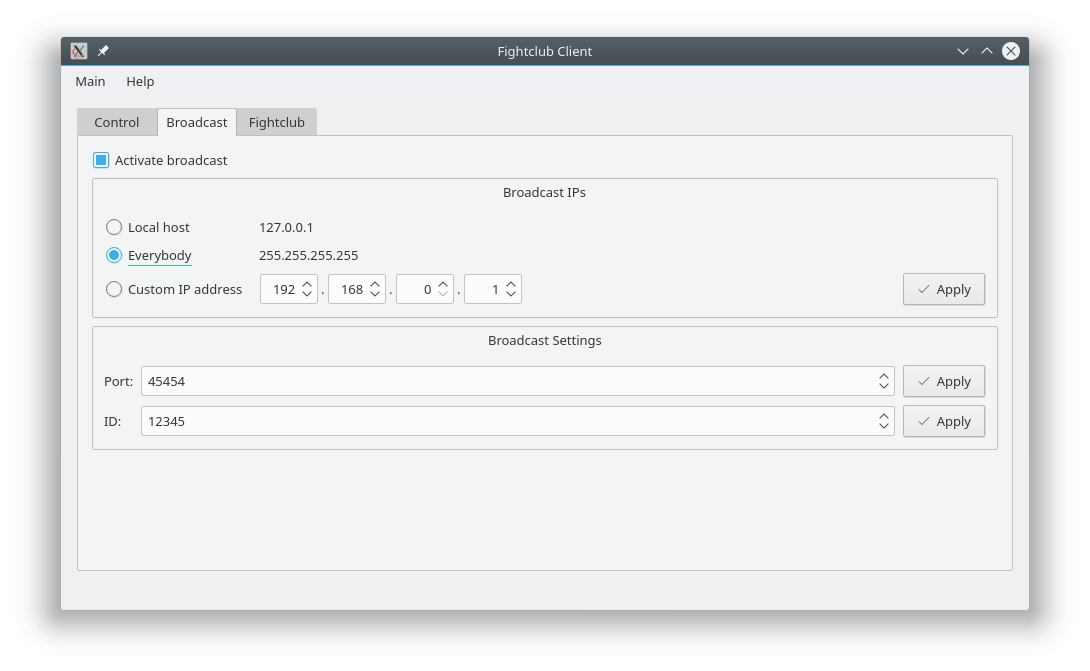 Fightclub Client
Main Help
Control Broadcast Fightclub
Activate broadcast
Broadcast IPs
Local host 127.0.0.1
Everybody 255.255.255.255
Custom IP address 192 . 168 . 0 . 1 Apply
Broadcast Settings
Port: 45454 Apply
ID: 12345 Apply